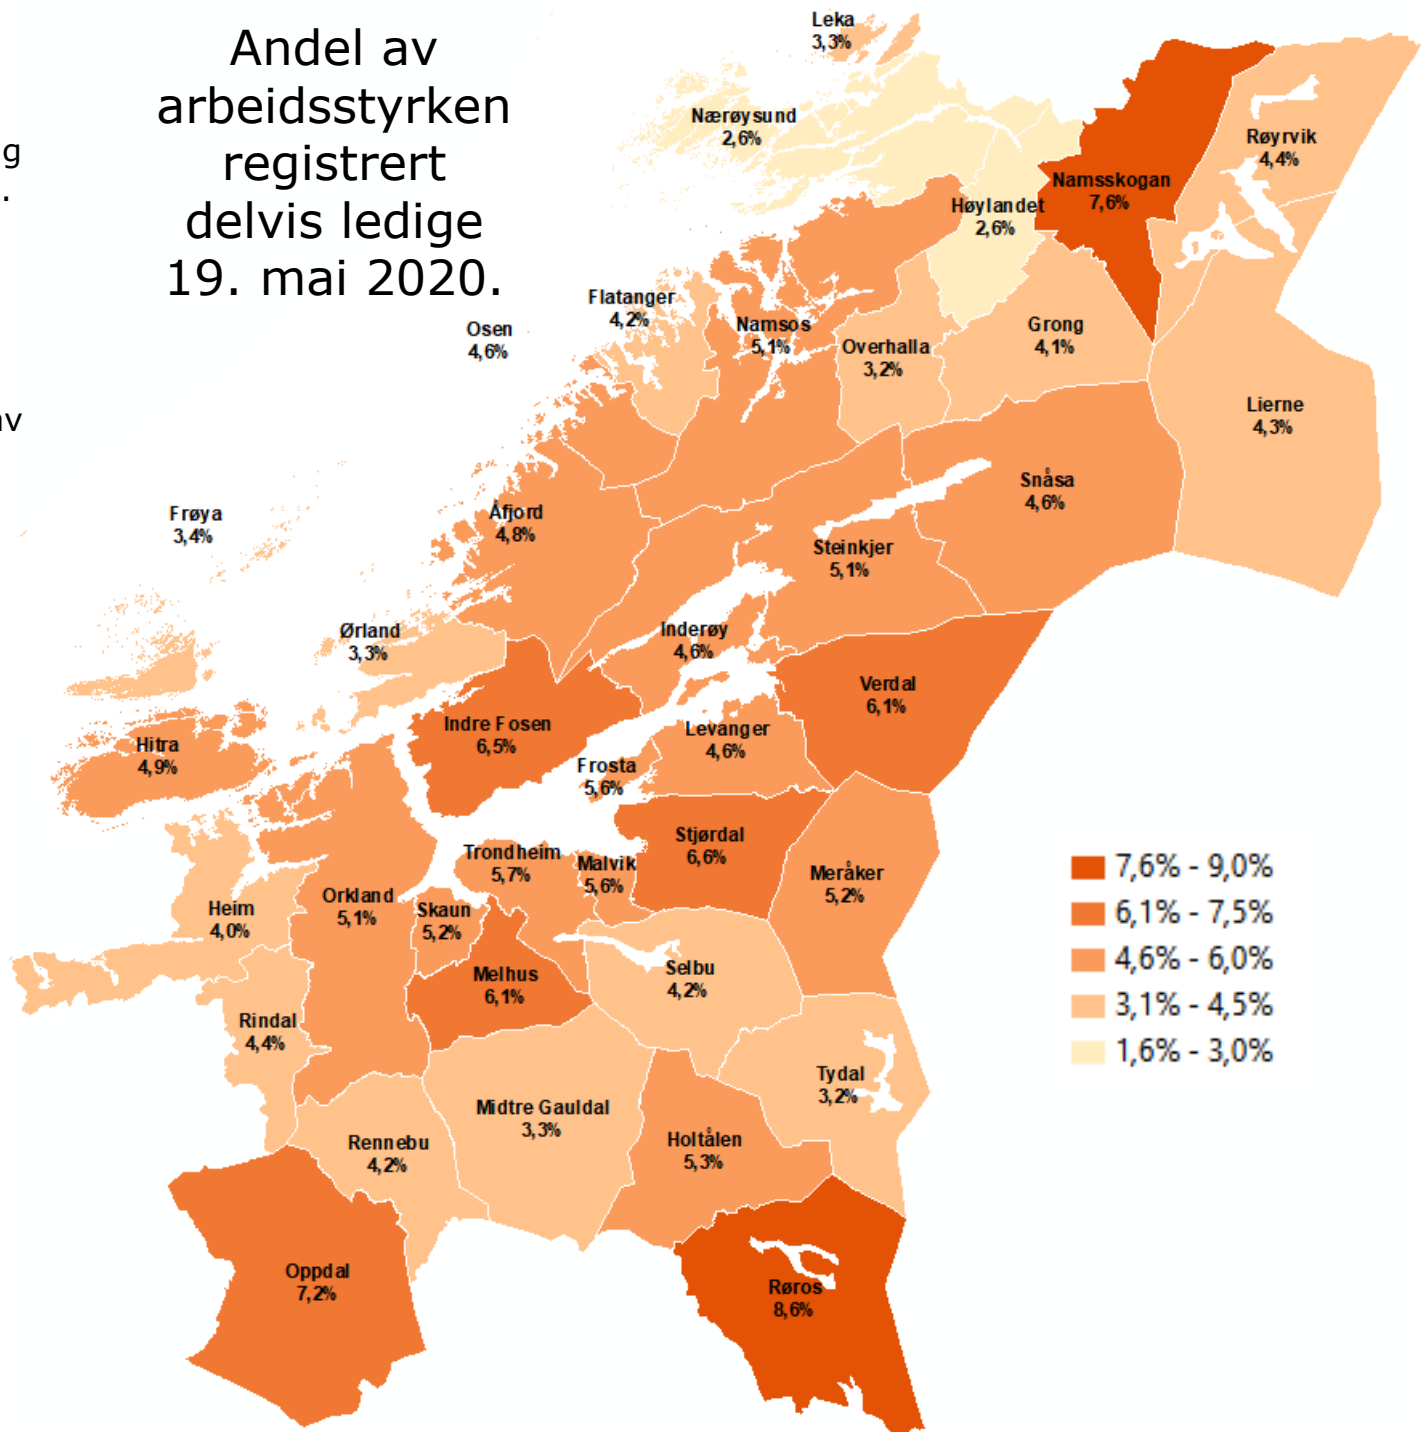 Andel av
arbeidsstyrken
registrert
delvis ledige
19. mai 2020.
g
.
av
Leka
3,3%
Nærøysund
2,6%
Røyrvik
4,4%
Namsskogan
7,6%
Høylandet
2,6%
Flatanger
4,2%
Osen
4,6%
Namsos
5,1%
Overhalla
3,2%
Grong
4,1%
Lierne
4,3%
Snåsa
4,6%
Frøya
3,4%
Åfjord
4,8%
Steinkjer
5,1%
Ørland
3,3%
Inderøy
4,6%
Verdal
6,1%
Indre Fosen
6,5%
Levanger
4,6%
Hitra
4,9%
Frosta
5,6%
Stjørdal
6,6%
Trondheim
5,7%
Malvik
5,6%
Meråker
5,2%
Orkland
5,1%
Skaun
5,2%
Heim
4,0%
Melhus
6,1%
Selbu
4,2%
Rindal
4,4%
Tydal
3,2%
Midtre Gauldal
3,3%
Rennebu
4,2%
Holtålen
5,3%
Oppdal
7,2%
Røros
8,6%
7,6% - 9,0%
6,1% - 7,5%
4,6% - 6,0%
3,1% - 4,5%
1,6% - 3,0%